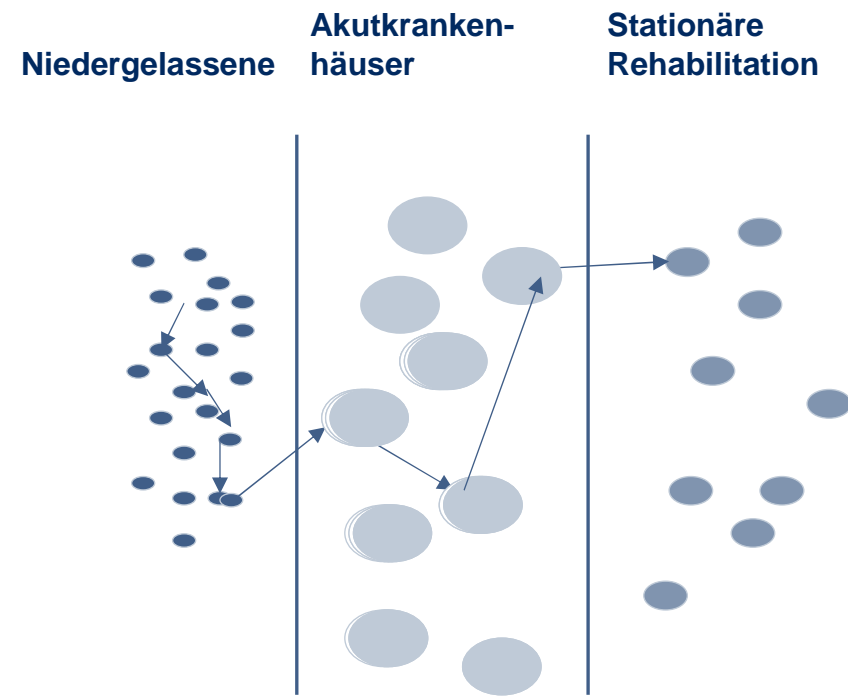 Niedergelassene
Akutkranken-
häuser
Stationäre
Rehabilitation